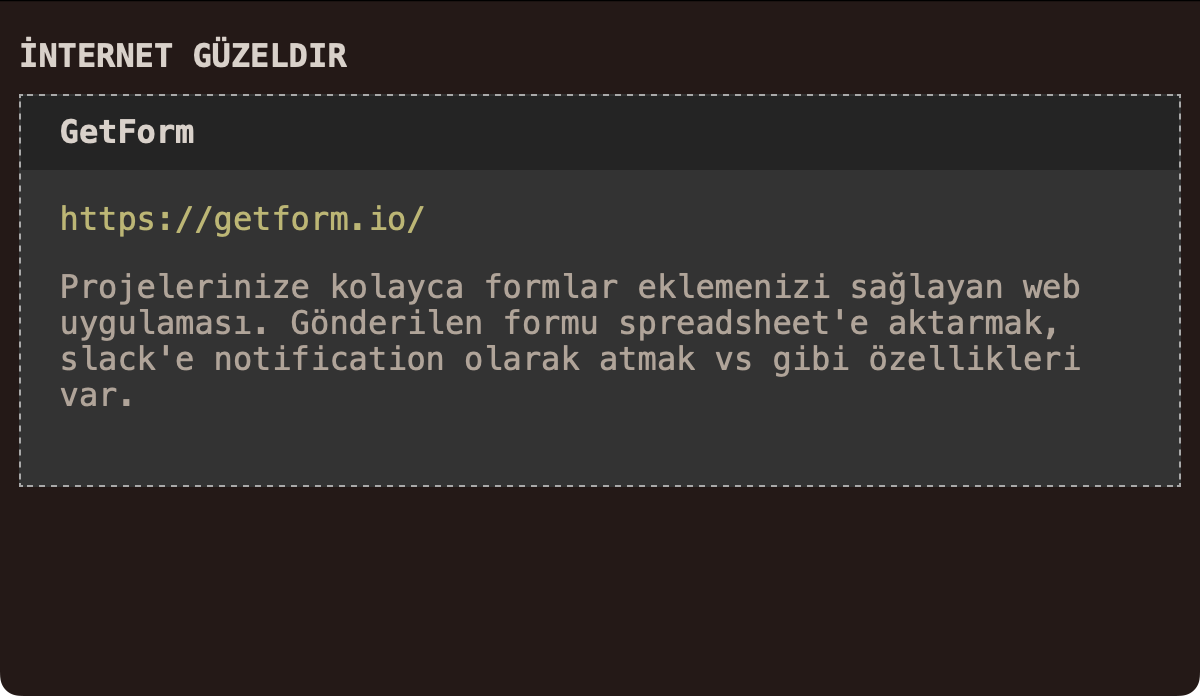 İNTERNET GÜZELDIR
GetForm
https://getform.io/
Projelerinize kolayca formlar eklemenizi sağlayan web
uygulaması. Gönderilen formu spreadsheet'e aktarmak,
slack'e notification olarak atmak vs gibi özellikleri
var.